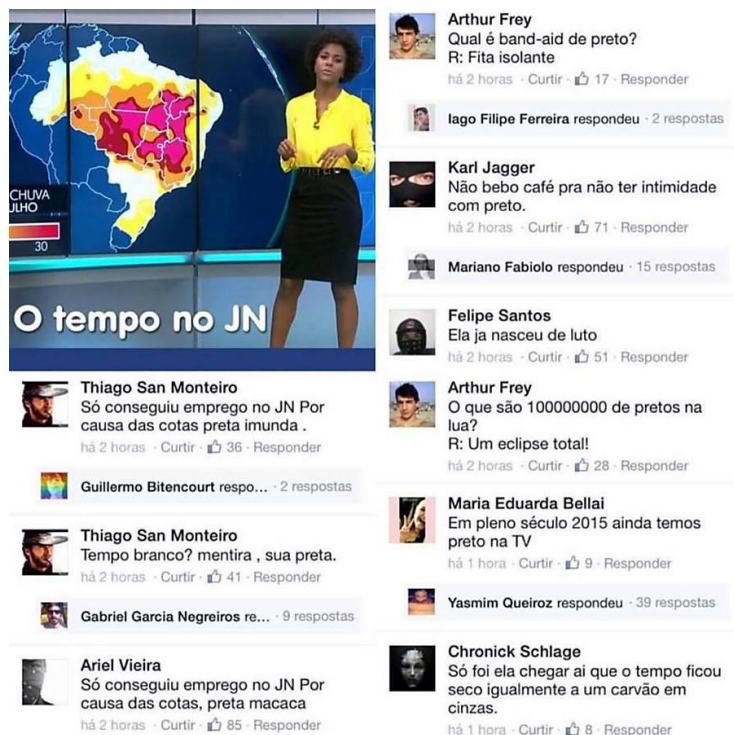 CHUVA
JLHO
30
O tempo no JN
Thiago San Monteiro
Só conseguiu emprego no JN Por
causa das cotas preta imunda .
há 2 horas · Curtir · 36 · Responder
Guillermo Bitencourt respo... · 2 respostas
Thiago San Monteiro
Tempo branco? mentira , sua preta.
há 2 horas · Curtir · 41 · Responder
Gabriel Garcia Negreiros re... · 9 respostas
Ariel Vieira
Só conseguiu emprego no JN Por
causa das cotas, preta macaca
há 2 horas · Curtir · 85 · Responder
Arthur Frey
Qual é band-aid de preto?
R: Fita isolante
há 2 horas · Curtir · 17 · Responder
Iago Filipe Ferreira respondeu · 2 respostas
Karl Jagger
Não bebo café pra não ter intimidade
com preto.
há 2 horas · Curtir · 71 · Responder
Mariano Fabiolo respondeu · 15 respostas
Felipe Santos
Ela ja nasceu de luto
há 2 horas · Curtir · 51 · Responder
Arthur Frey
O que são 100000000 de pretos na
lua?
R: Um eclipse total!
há 2 horas · Curtir · 28 · Responder
Maria Eduarda Bellai
Em pleno século 2015 ainda temos
preto na TV
há 1 hora · Curtir · 9 · Responder
Yasmim Queiroz respondeu · 39 respostas
Chronick Schlage
Só foi ela chegar ai que o tempo ficou
seco igualmente a um carvão em
cinzas.
há 1 hora · Curtir · 8 · Responder